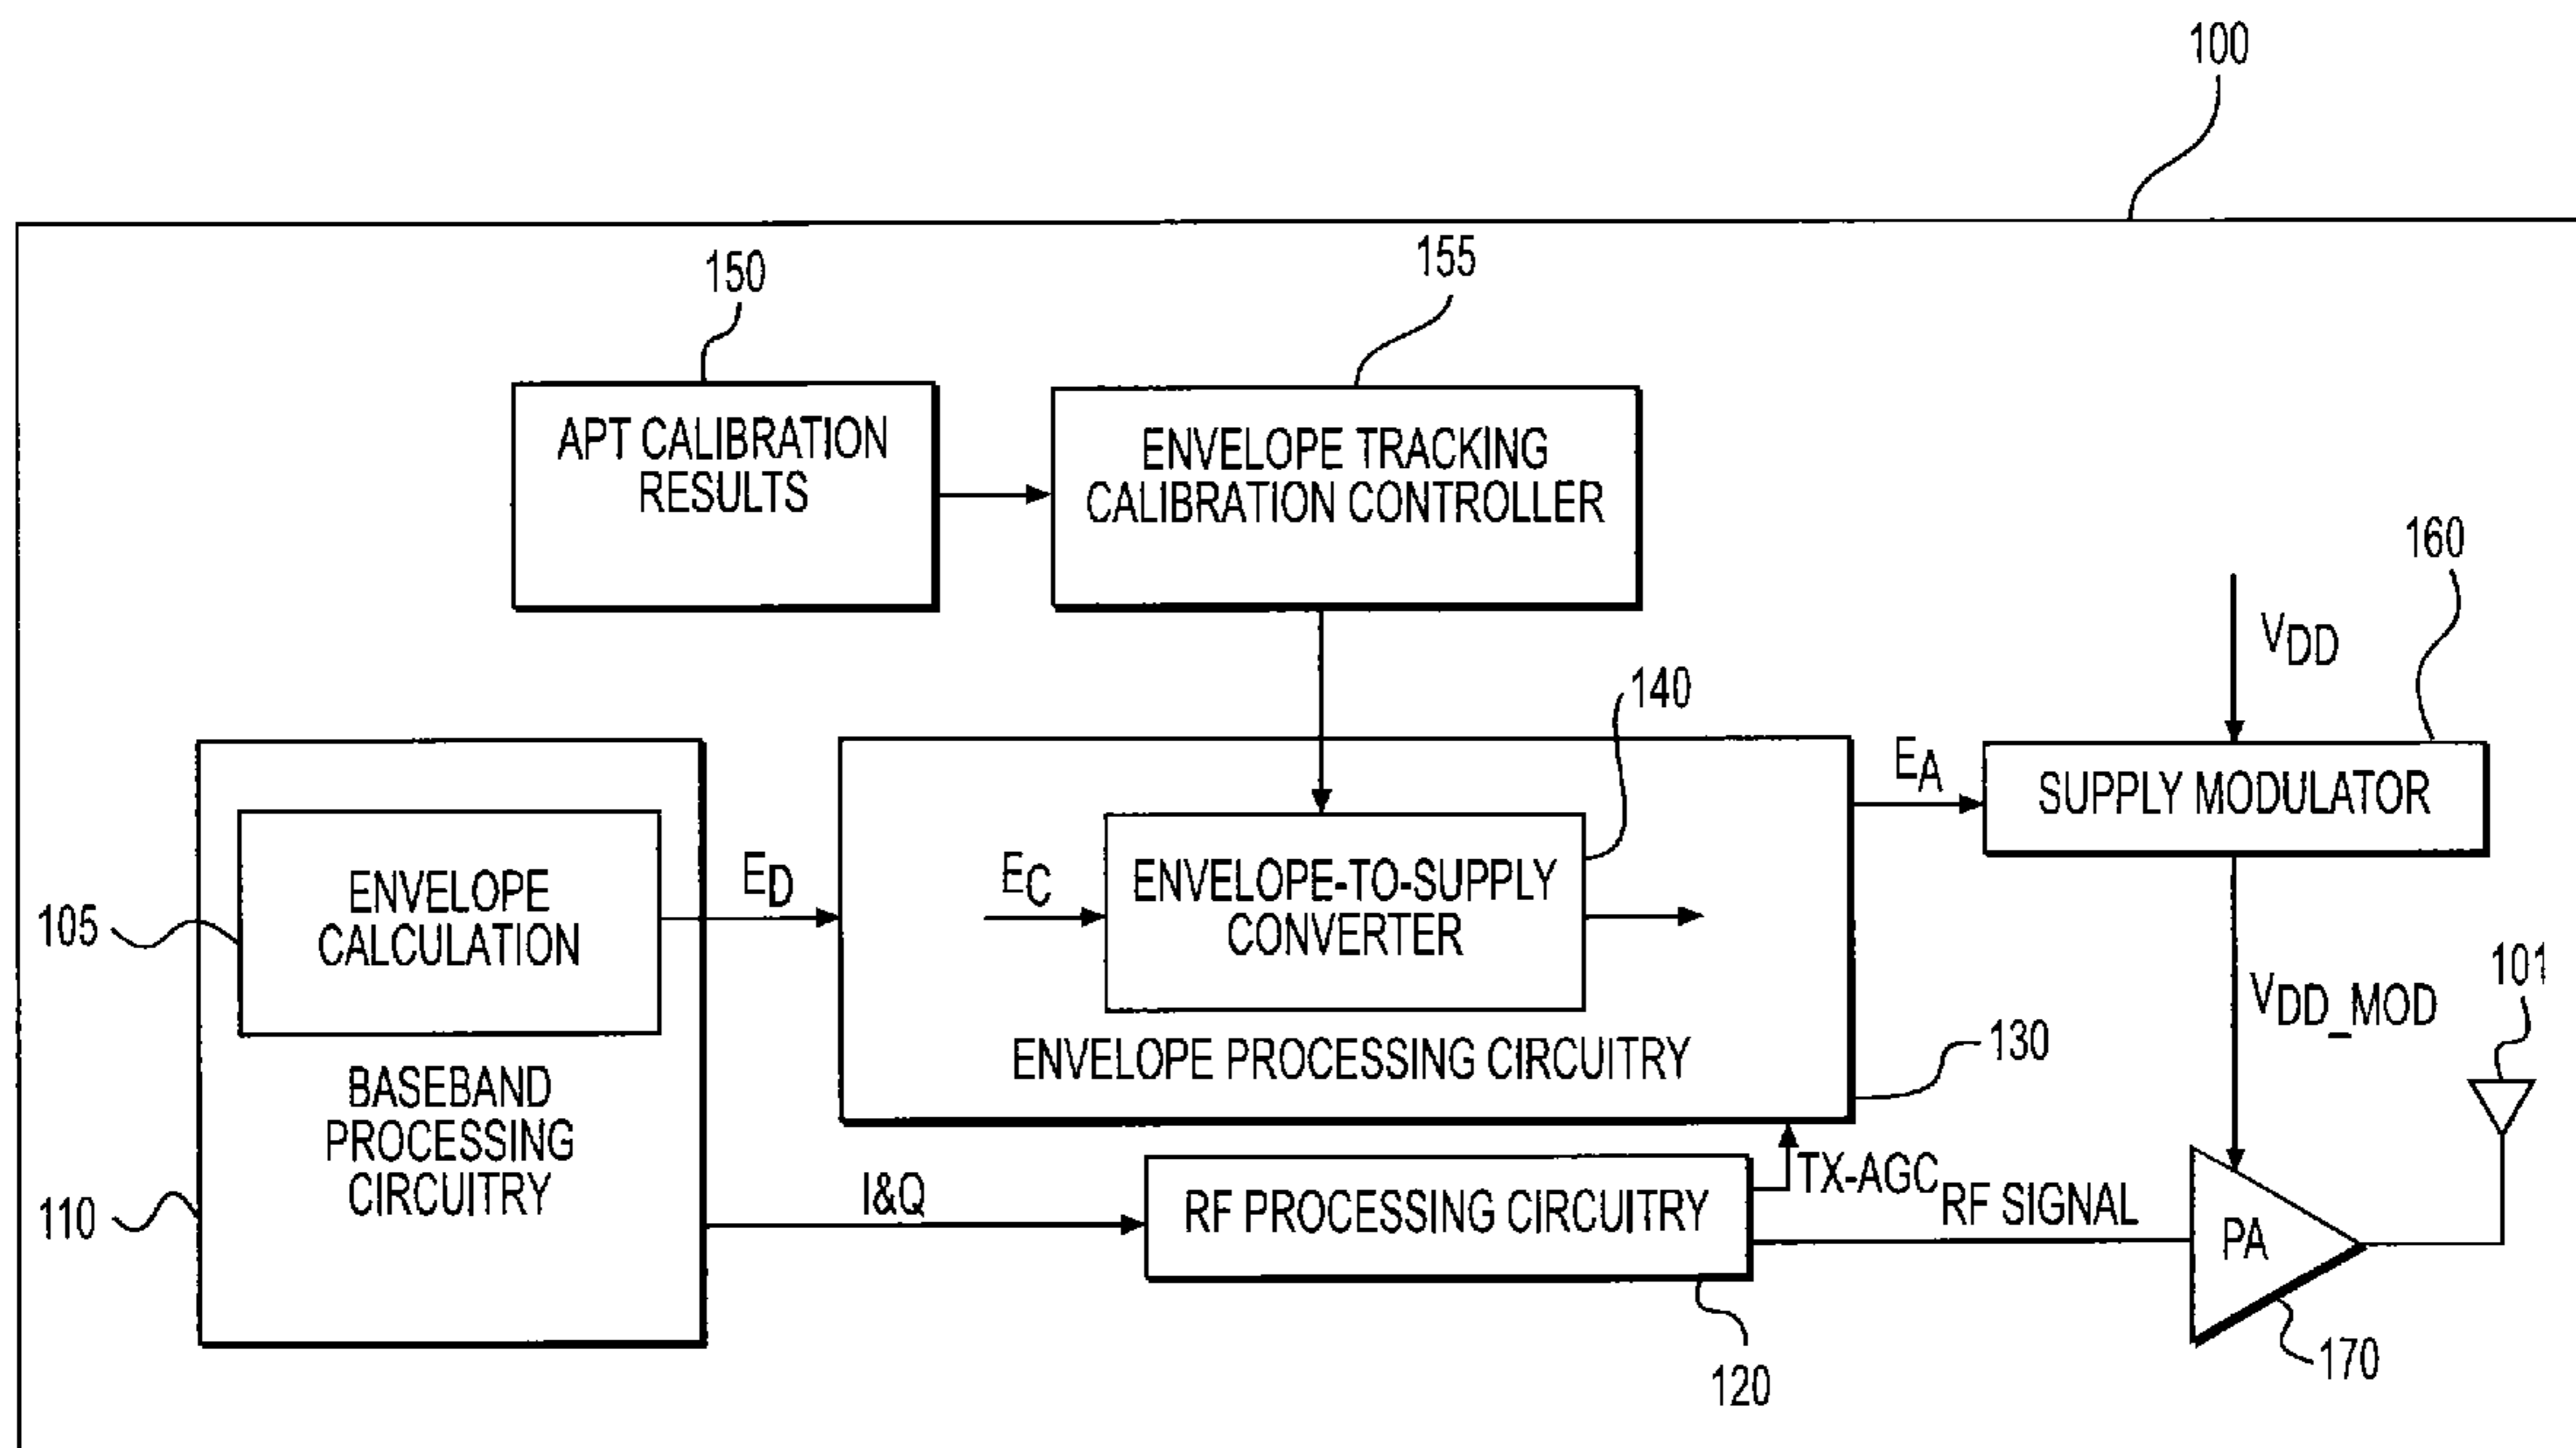 100
150
155
APT CALIBRATION
RESULTS
ENVELOPE TRACKING
CALIBRATION CONTROLLER
160
VDD
140
EA
SUPPLY MODULATOR
105
ENVELOPE
CALCULATION
ED
EC
ENVELOPE-TO-SUPPLY
CONVERTER
ENVELOPE PROCESSING CIRCUITRY
130
VDD_MOD
101
BASEBAND
PROCESSING
CIRCUITRY
110
I&Q
RF PROCESSING CIRCUITRY
TX-AGC
RF SIGNAL
PA
120
170